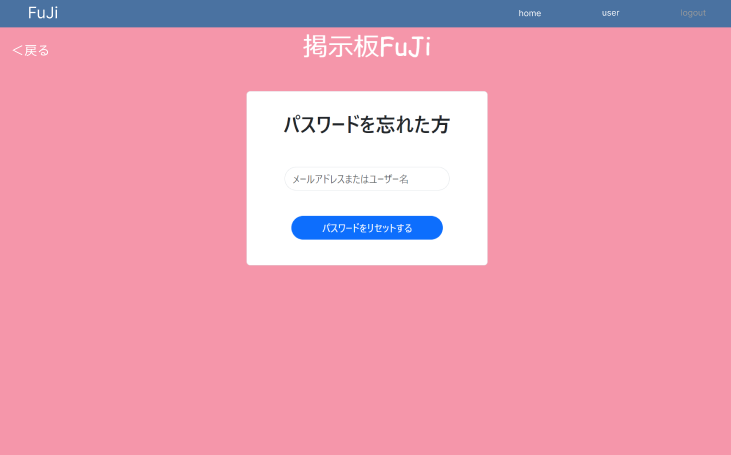 FuJi
home
user
logout
＜戻る
掲示板FuJi
パスワードを忘れた方
メールアドレスまたはユーザー名
パスワードをリセットする